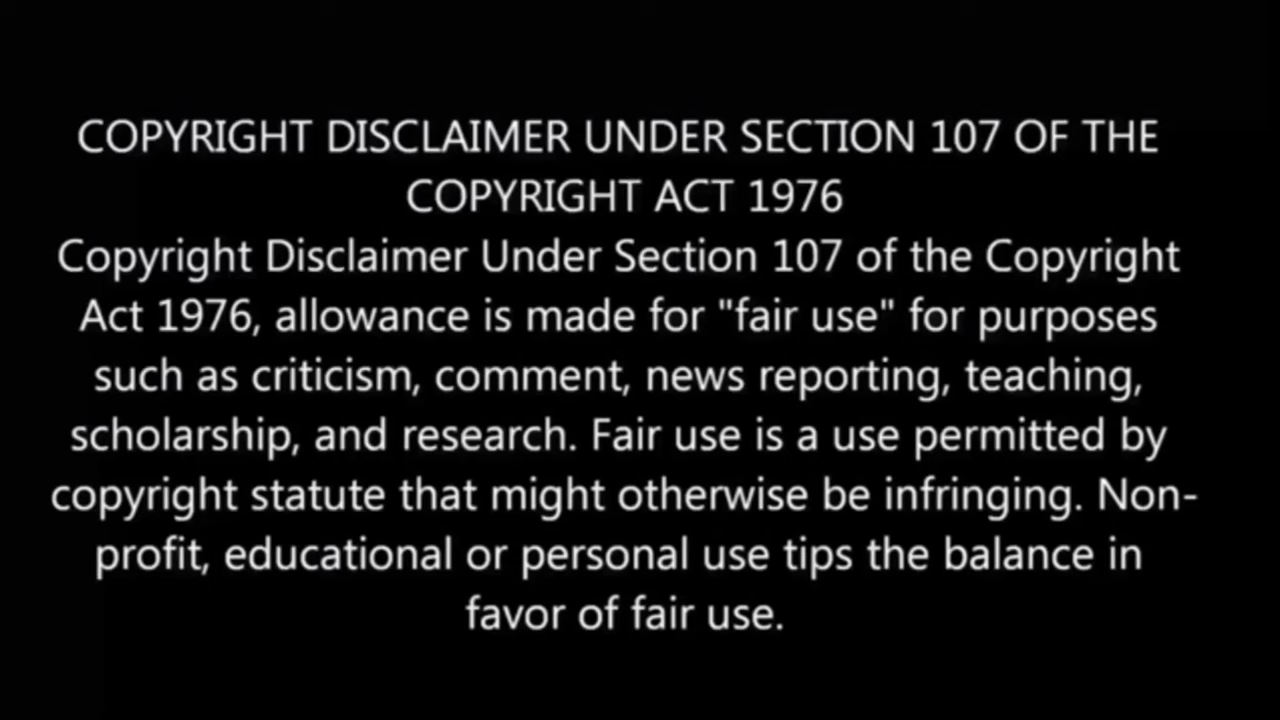 COPYRIGHT DISCLAIMER UNDER SECTION 107 OF THE
COPYRIGHT ACT 1976
Copyright Disclaimer Under Section 107 of the Copyright
Act 1976, allowance is made for "fair use" for purposes
such as criticism, comment, news reporting, teaching,
scholarship, and research. Fair use is a use permitted by
copyright statute that might otherwise be infringing. Non-
profit, educational or personal use tips the balance in
favor of fair use.